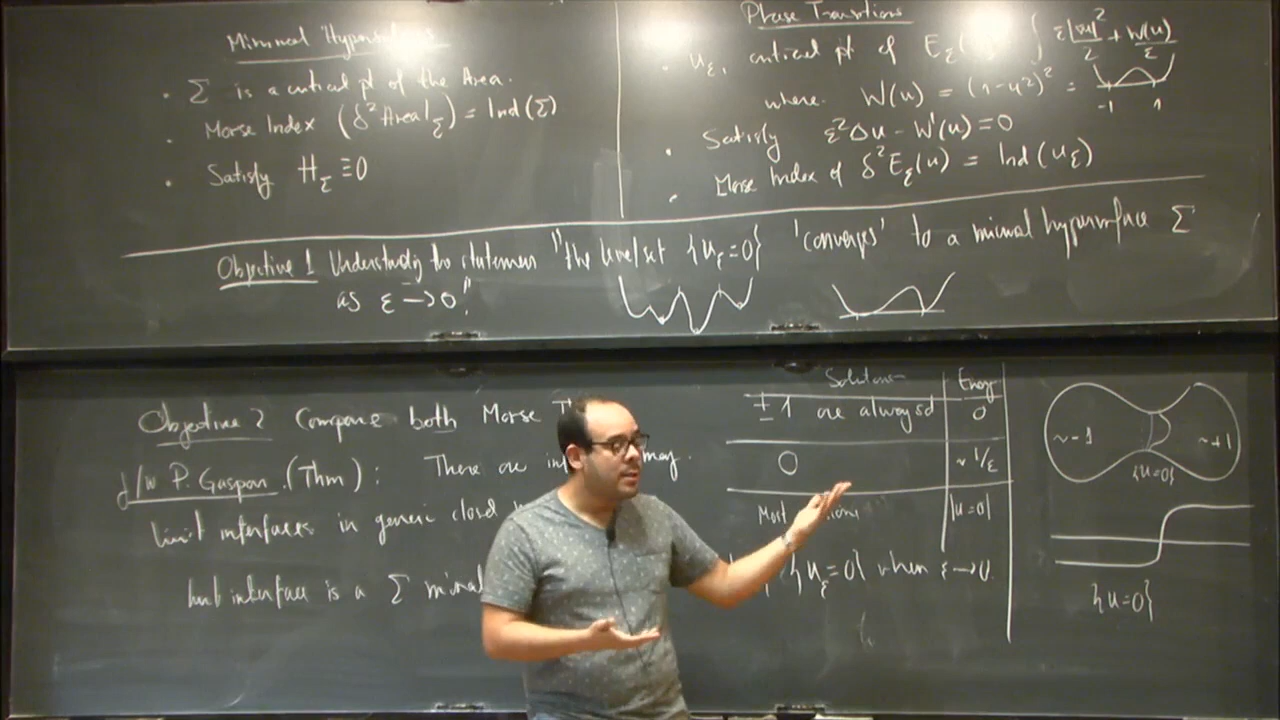 Minimal Hypersurfaces
• Σ is a critical pt of the Area.
• Morse Index (δ²Area|_Σ) = Ind(Σ)
• Satisfy H_Σ ≡ 0
Phase Transitions
• u_ε, critical pt of E_ε( ∫ ε|∇u|²/2 + W(u)/ε
where. W(u) = (1-u²)² =
-1 1
• Satisfy ε²Δu - W'(u) = 0
• Morse Index of δ²E_ε(u) = Ind(u_ε)
Objective 1 Understanding the statement "the level set {u_ε=0} 'converges' to a minimal hypersurface Σ
as ε → 0."
Objective 2 Compare both Morse
j/w P. Gaspar. (Thm): There are many.
limit interfaces in generic closed
limit interface is a Σ minimal
{u_ε=0} when ε→0.
Solutions Energy
±1 are always sol 0
0 ~1/ε
Most |u=0|
~-1 ~+1
{u=0}
{u=0}